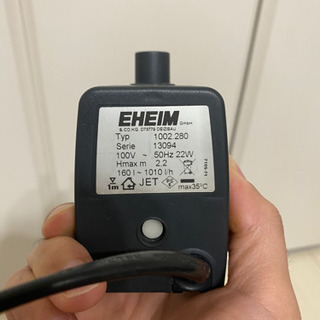 EHEIM GmbH
& CO.KG. D73779 DEIZISAU
Typ 1002.280
Serie 13094
100V ~ 50Hz 22W
Hmax m 2,2
160 l ~ 1010 l/h
1m JET max35°C